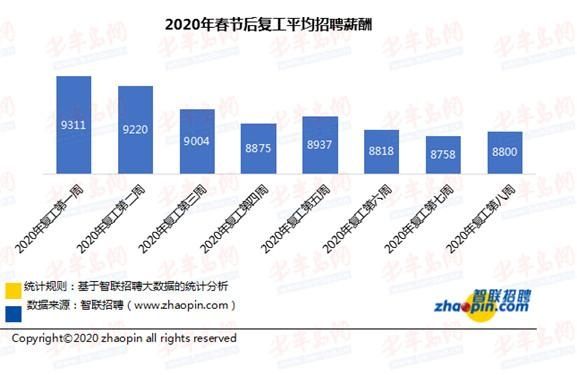 2020年春节后复工平均招聘薪酬
9311
9220
9004
8875
8937
8818
8758
8800
2020年复工第一周
2020年复工第二周
2020年复工第三周
2020年复工第四周
2020年复工第五周
2020年复工第六周
2020年复工第七周
2020年复工第八周
统计规则：基于智联招聘大数据的统计分析
数据来源：智联招聘（www.zhaopin.com）
智联招聘
zhaopin.com
Copyright©2020 zhaopin all rights reserved